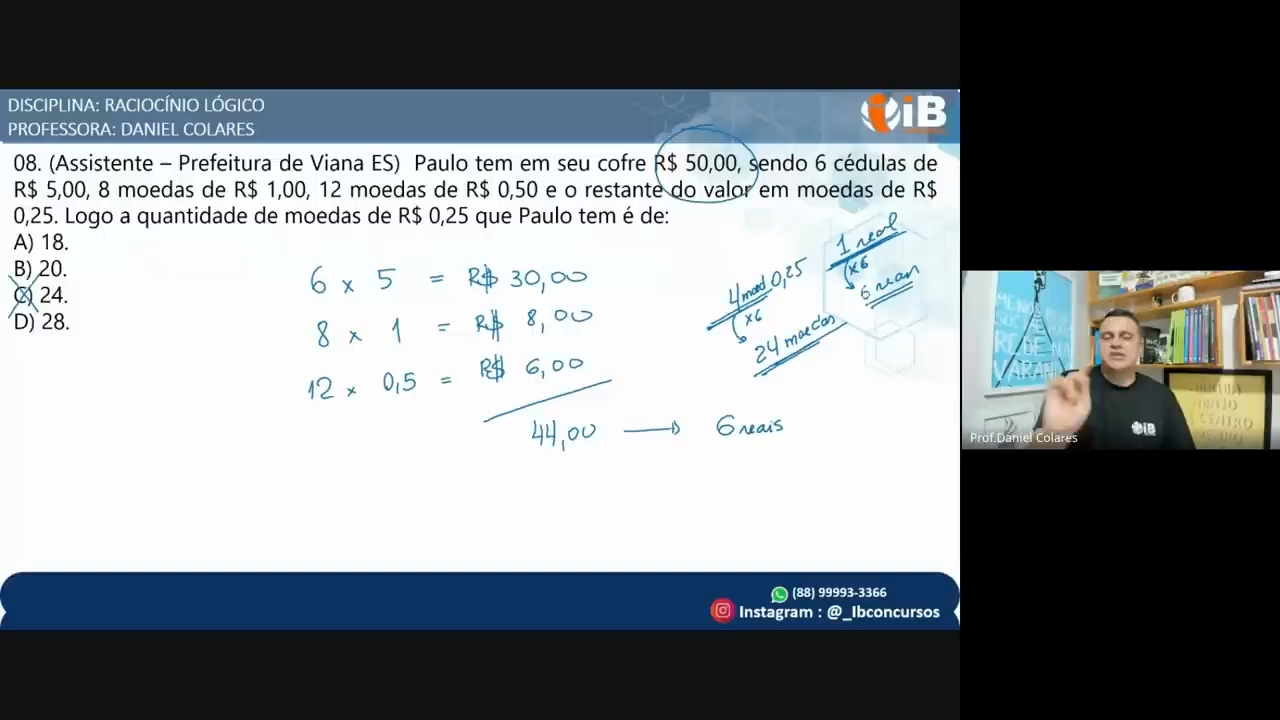 DISCIPLINA: RACIOCÍNIO LÓGICO
PROFESSORA: DANIEL COLARES
iB
08. (Assistente – Prefeitura de Viana ES) Paulo tem em seu cofre R$ 50,00, sendo 6 cédulas de
R$ 5,00, 8 moedas de R$ 1,00, 12 moedas de R$ 0,50 e o restante do valor em moedas de R$
0,25. Logo a quantidade de moedas de R$ 0,25 que Paulo tem é de:
A) 18.
B) 20.
C) 24.
D) 28.
6 x 5 = R$ 30,00
8 x 1 = R$ 8,00
12 x 0,5 = R$ 6,00
44,00 → 6 reais
4 moed 0,25
x6
24 moedas
1 real
x6
6 reais
VARANDA
iB
Prof.Daniel Colares
(88) 99993-3366
Instagram : @_Ibconcursos